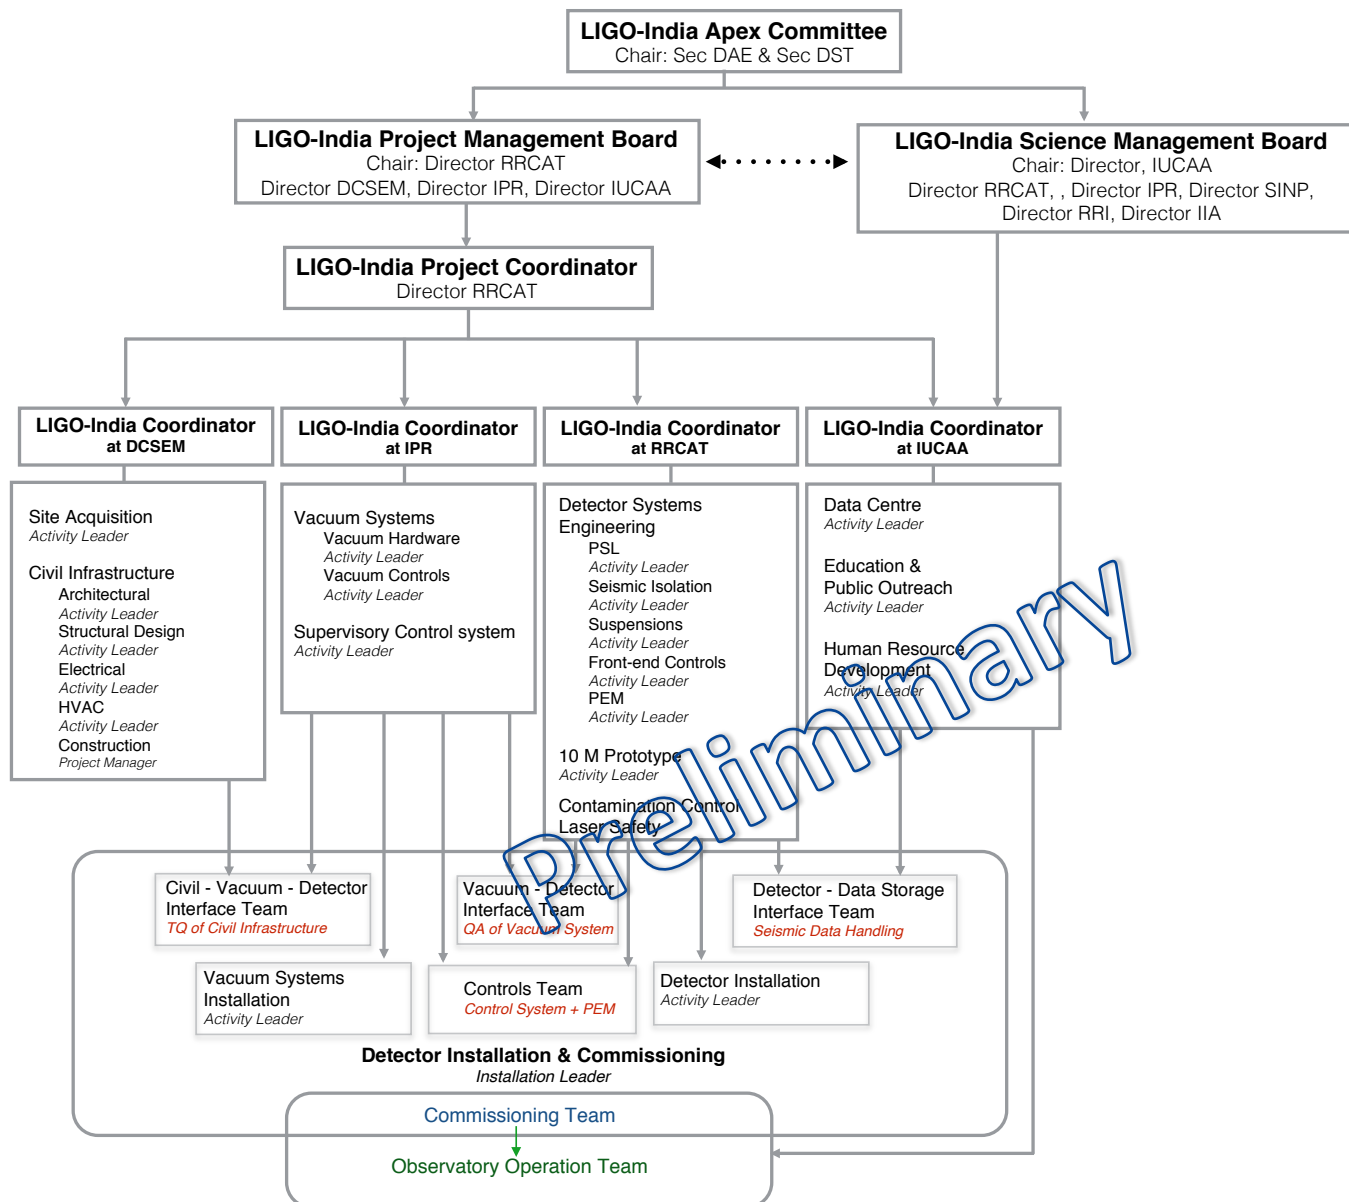 LIGO-India Apex Committee
Chair: Sec DAE & Sec DST
LIGO-India Project Management Board
Chair: Director RRCAT
Director DCSEM, Director IPR, Director IUCAA
LIGO-India Science Management Board
Chair: Director, IUCAA
Director RRCAT, , Director IPR, Director SINP,
Director RRI, Director IIA
LIGO-India Project Coordinator
Director RRCAT
LIGO-India Coordinator
at DCSEM
LIGO-India Coordinator
at IPR
LIGO-India Coordinator
at RRCAT
LIGO-India Coordinator
at IUCAA
Site Acquisition
Activity Leader
Civil Infrastructure
Architectural
Activity Leader
Structural Design
Activity Leader
Electrical
Activity Leader
HVAC
Activity Leader
Construction
Project Manager
Vacuum Systems
Vacuum Hardware
Activity Leader
Vacuum Controls
Activity Leader
Supervisory Control system
Activity Leader
Detector Systems
Engineering
PSL
Activity Leader
Seismic Isolation
Activity Leader
Suspensions
Activity Leader
Front-end Controls
Activity Leader
PEM
Activity Leader
10 M Prototype
Activity Leader
Contamination Control
Laser Safety
Data Centre
Activity Leader
Education &
Public Outreach
Activity Leader
Human Resource
Development
Activity Leader
Preliminary
Civil - Vacuum - Detector
Interface Team
TQ of Civil Infrastructure
Vacuum - Detector
Interface Team
QA of Vacuum System
Detector - Data Storage
Interface Team
Seismic Data Handling
Vacuum Systems
Installation
Activity Leader
Controls Team
Control System + PEM
Detector Installation
Activity Leader
Detector Installation & Commissioning
Installation Leader
Commissioning Team
Observatory Operation Team